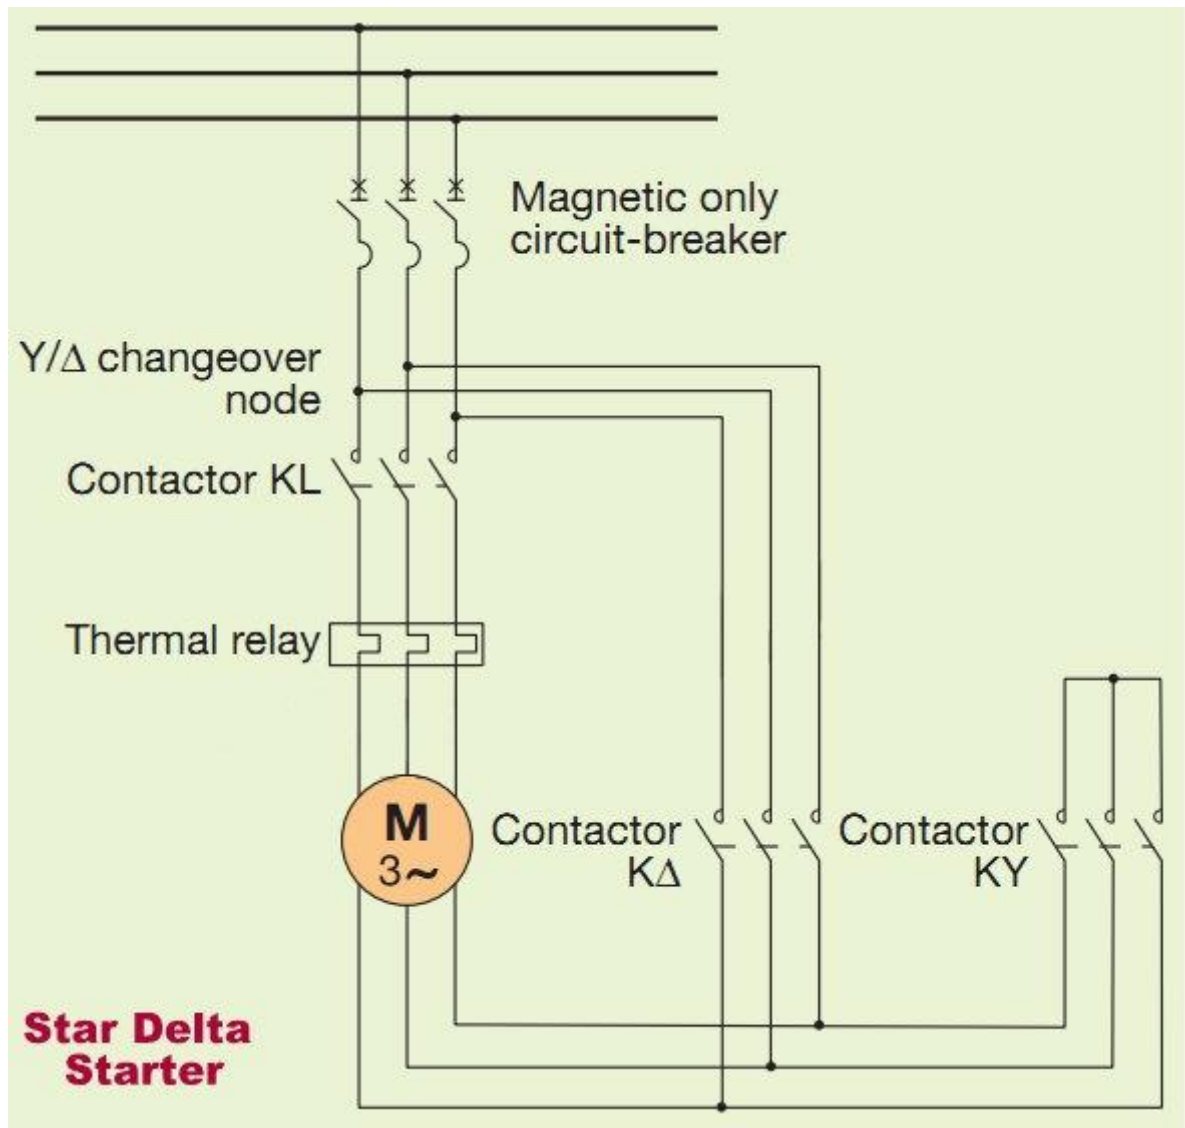 Magnetic only
circuit-breaker
Y/Δ changeover
node
Contactor KL
Thermal relay
M
3~
Contactor
KΔ
Contactor
KY
Star Delta
Starter